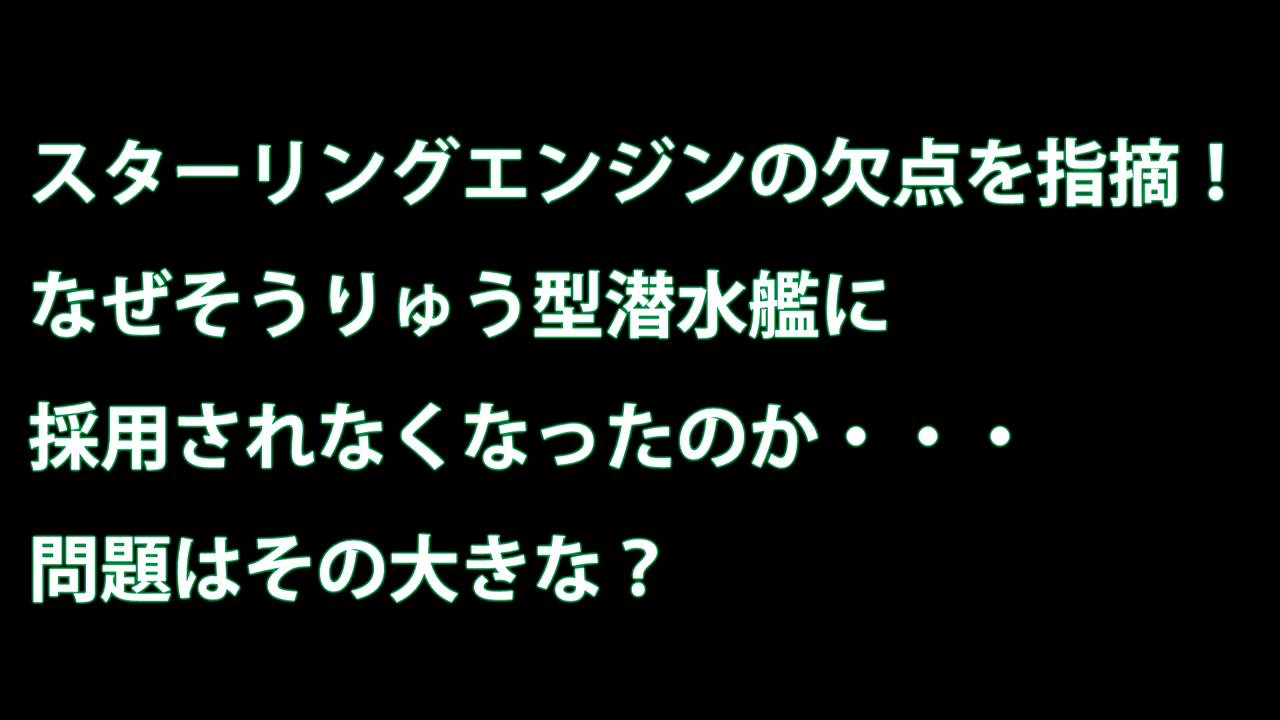 スターリングエンジンの欠点を指摘！
なぜそうりゅう型潜水艦に
採用されなくなったのか・・・
問題はその大きな？